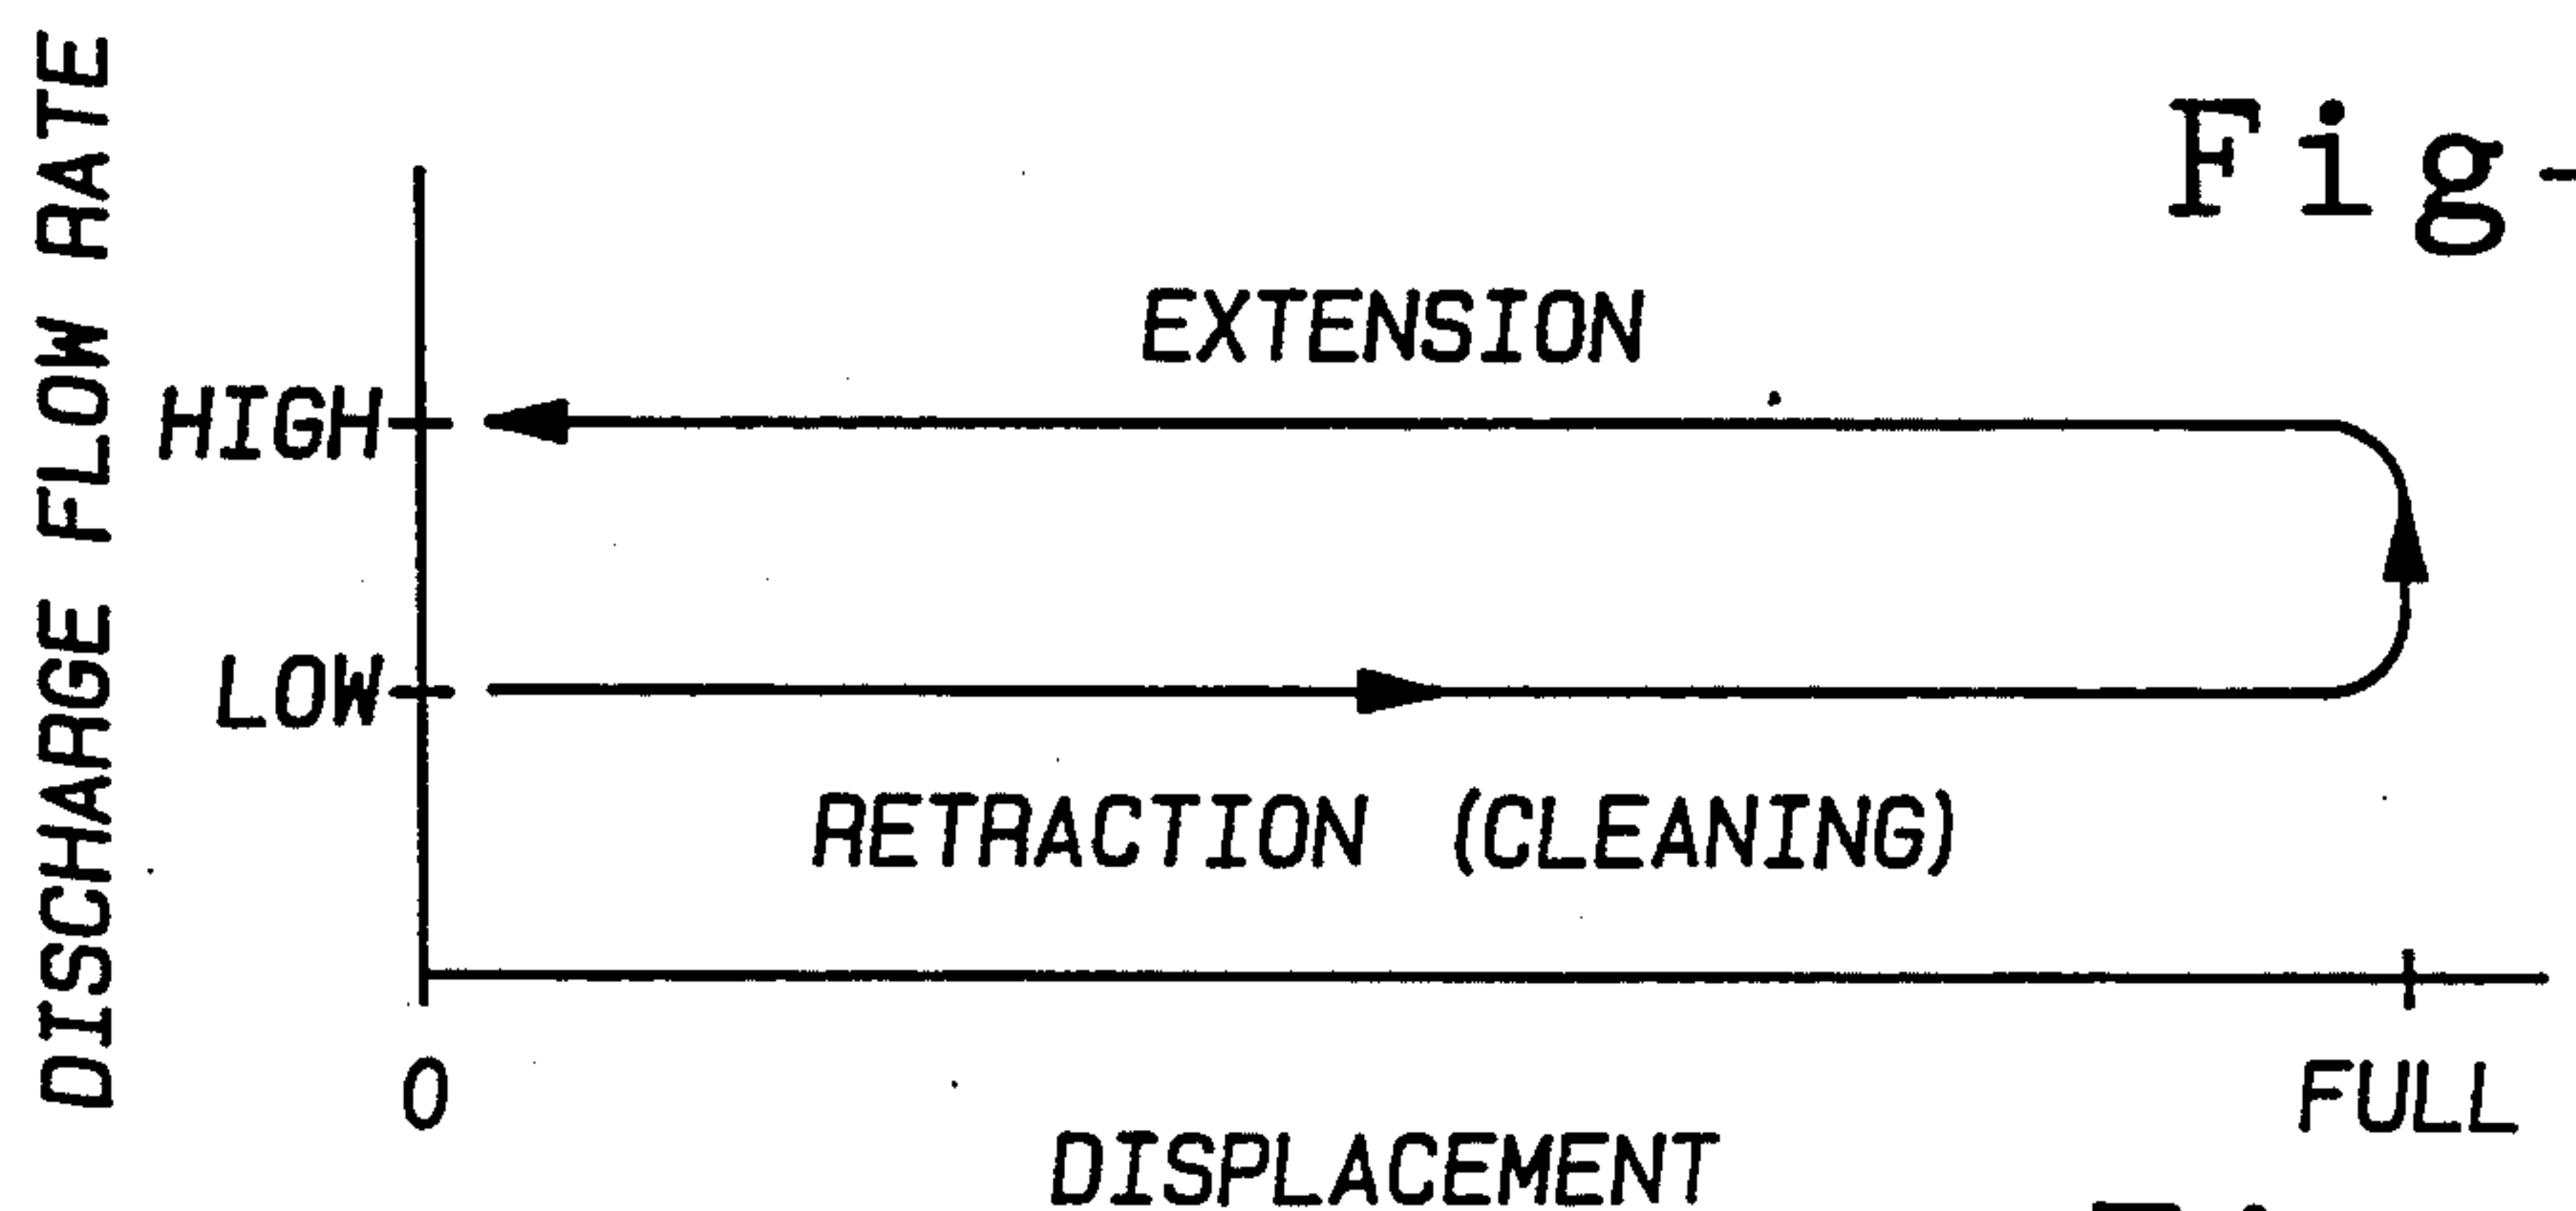 DISCHARGE FLOW RATE
Fig-
EXTENSION
HIGH
LOW
RETRACTION (CLEANING)
0
FULL
DISPLACEMENT